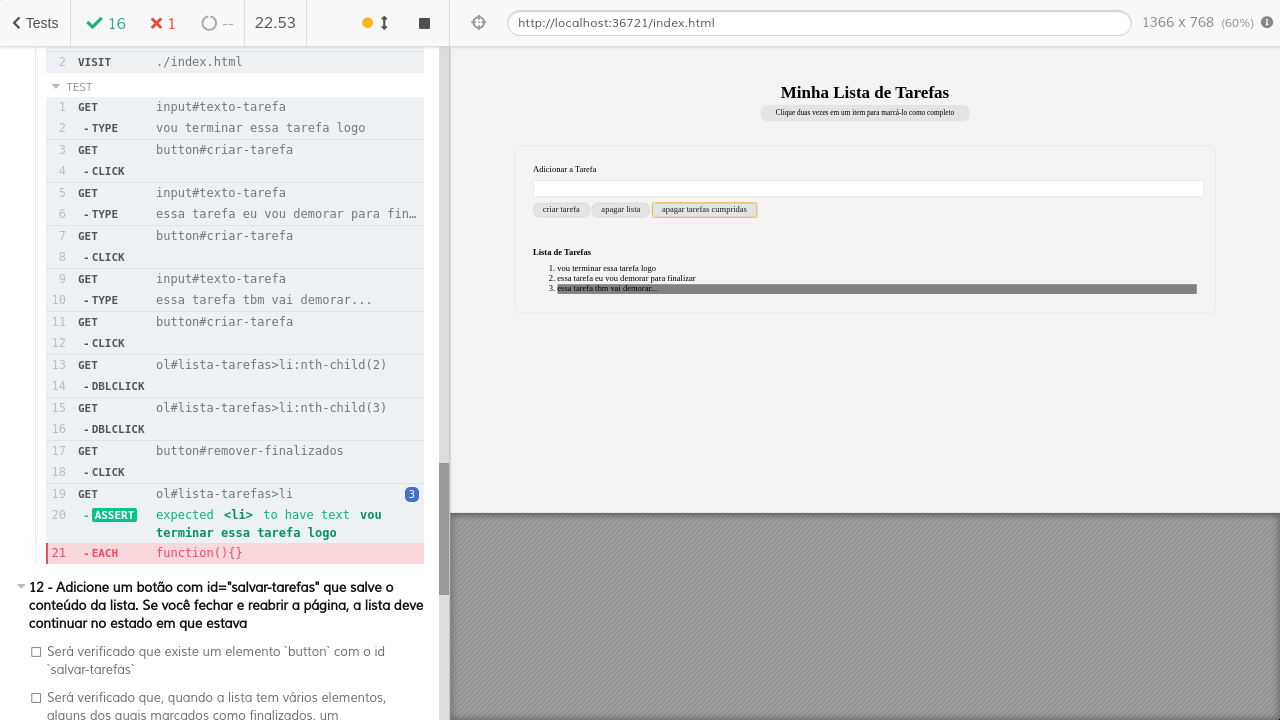 Tests
16
1
--
22.53
http://localhost:36721/index.html
1366 x 768 (60%)
2 VISIT ./index.html
TEST
1 GET input#texto-tarefa
2 - TYPE vou terminar essa tarefa logo
3 GET button#criar-tarefa
4 - CLICK
5 GET input#texto-tarefa
6 - TYPE essa tarefa eu vou demorar para fin…
7 GET button#criar-tarefa
8 - CLICK
9 GET input#texto-tarefa
10 - TYPE essa tarefa tbm vai demorar...
11 GET button#criar-tarefa
12 - CLICK
13 GET ol#lista-tarefas>li:nth-child(2)
14 - DBLCLICK
15 GET ol#lista-tarefas>li:nth-child(3)
16 - DBLCLICK
17 GET button#remover-finalizados
18 - CLICK
19 GET ol#lista-tarefas>li 3
20 - ASSERT expected <li> to have text vou
terminar essa tarefa logo
21 - EACH function(){}
12 - Adicione um botão com id="salvar-tarefas" que salve o
conteúdo da lista. Se você fechar e reabrir a página, a lista deve
continuar no estado em que estava
Será verificado que existe um elemento `button` com o id
`salvar-tarefas`
Será verificado que, quando a lista tem vários elementos,
alguns dos quais marcados como finalizados, um
Minha Lista de Tarefas
Clique duas vezes em um item para marcá-lo como completo
Adicionar a Tarefa
criar tarefa apagar lista apagar tarefas cumpridas
Lista de Tarefas
1. vou terminar essa tarefa logo
2. essa tarefa eu vou demorar para finalizar
3. essa tarefa tbm vai demorar...